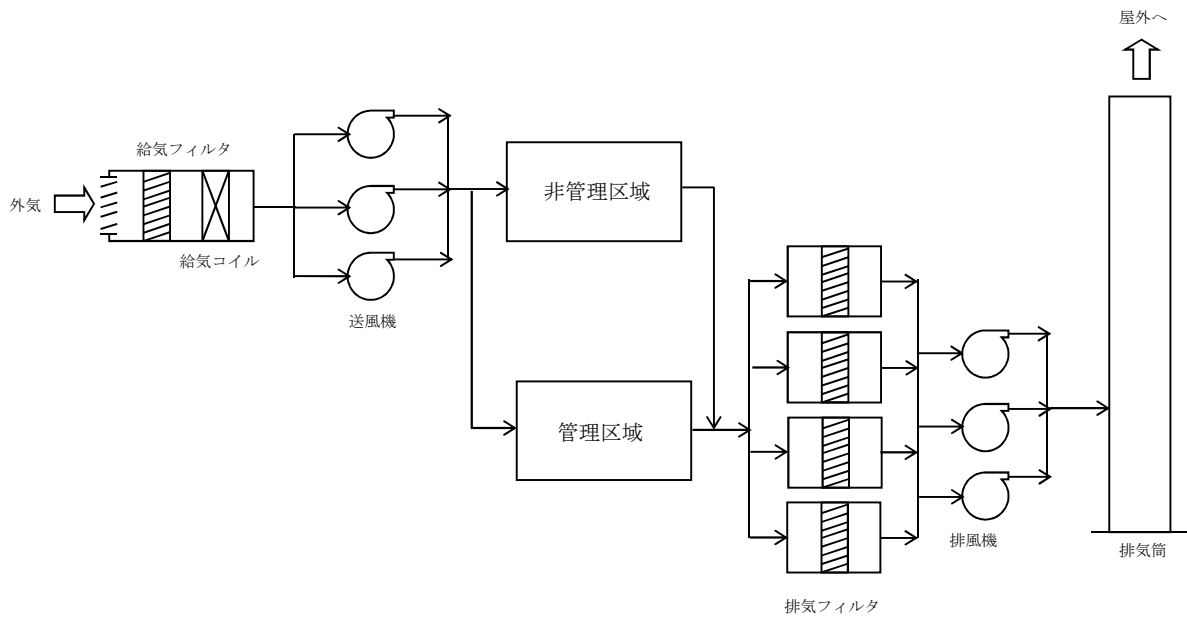 屋外へ
給気フィルタ
外気
非管理区域
給気コイル
送風機
管理区域
排風機
排気筒
排気フィルタ